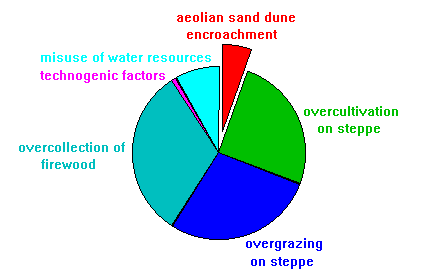 aeolian sand dune
encroachment
misuse of water resources
technogenic factors
overcultivation
on steppe
overcollection of
firewood
overgrazing
on steppe